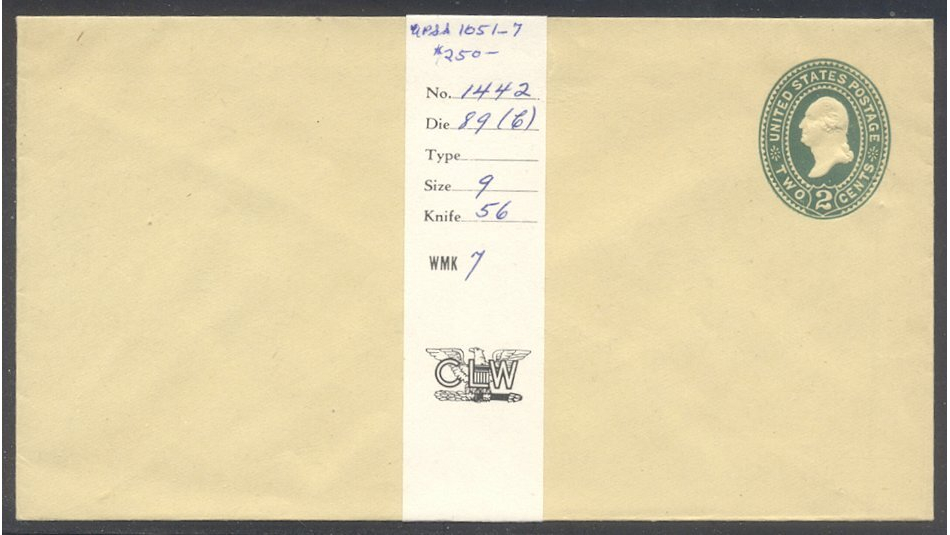 UPSS 1051-7
$250-
No. 1442
Die 89 (C)
Type
Size 9
Knife 56
WMK 7
CLW
UNITED STATES POSTAGE
TWO 2 CENTS